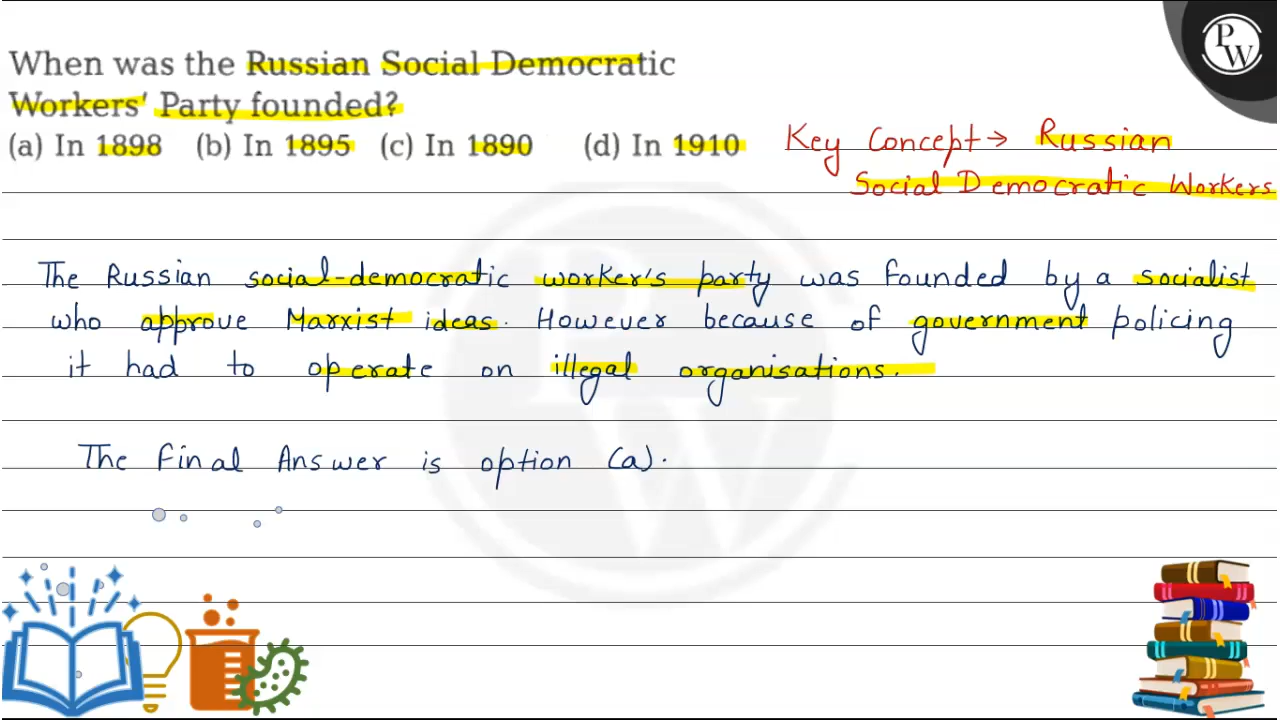 When was the Russian Social Democratic
Workers' Party founded?
(a) In 1898 (b) In 1895 (c) In 1890 (d) In 1910
Key Concept → Russian
Social Democratic Workers
The Russian social-democratic worker's party was founded by a socialist
who approve Marxist ideas. However because of government policing
it had to operate on illegal organisations.
The Final Answer is option (a).
PW
PW